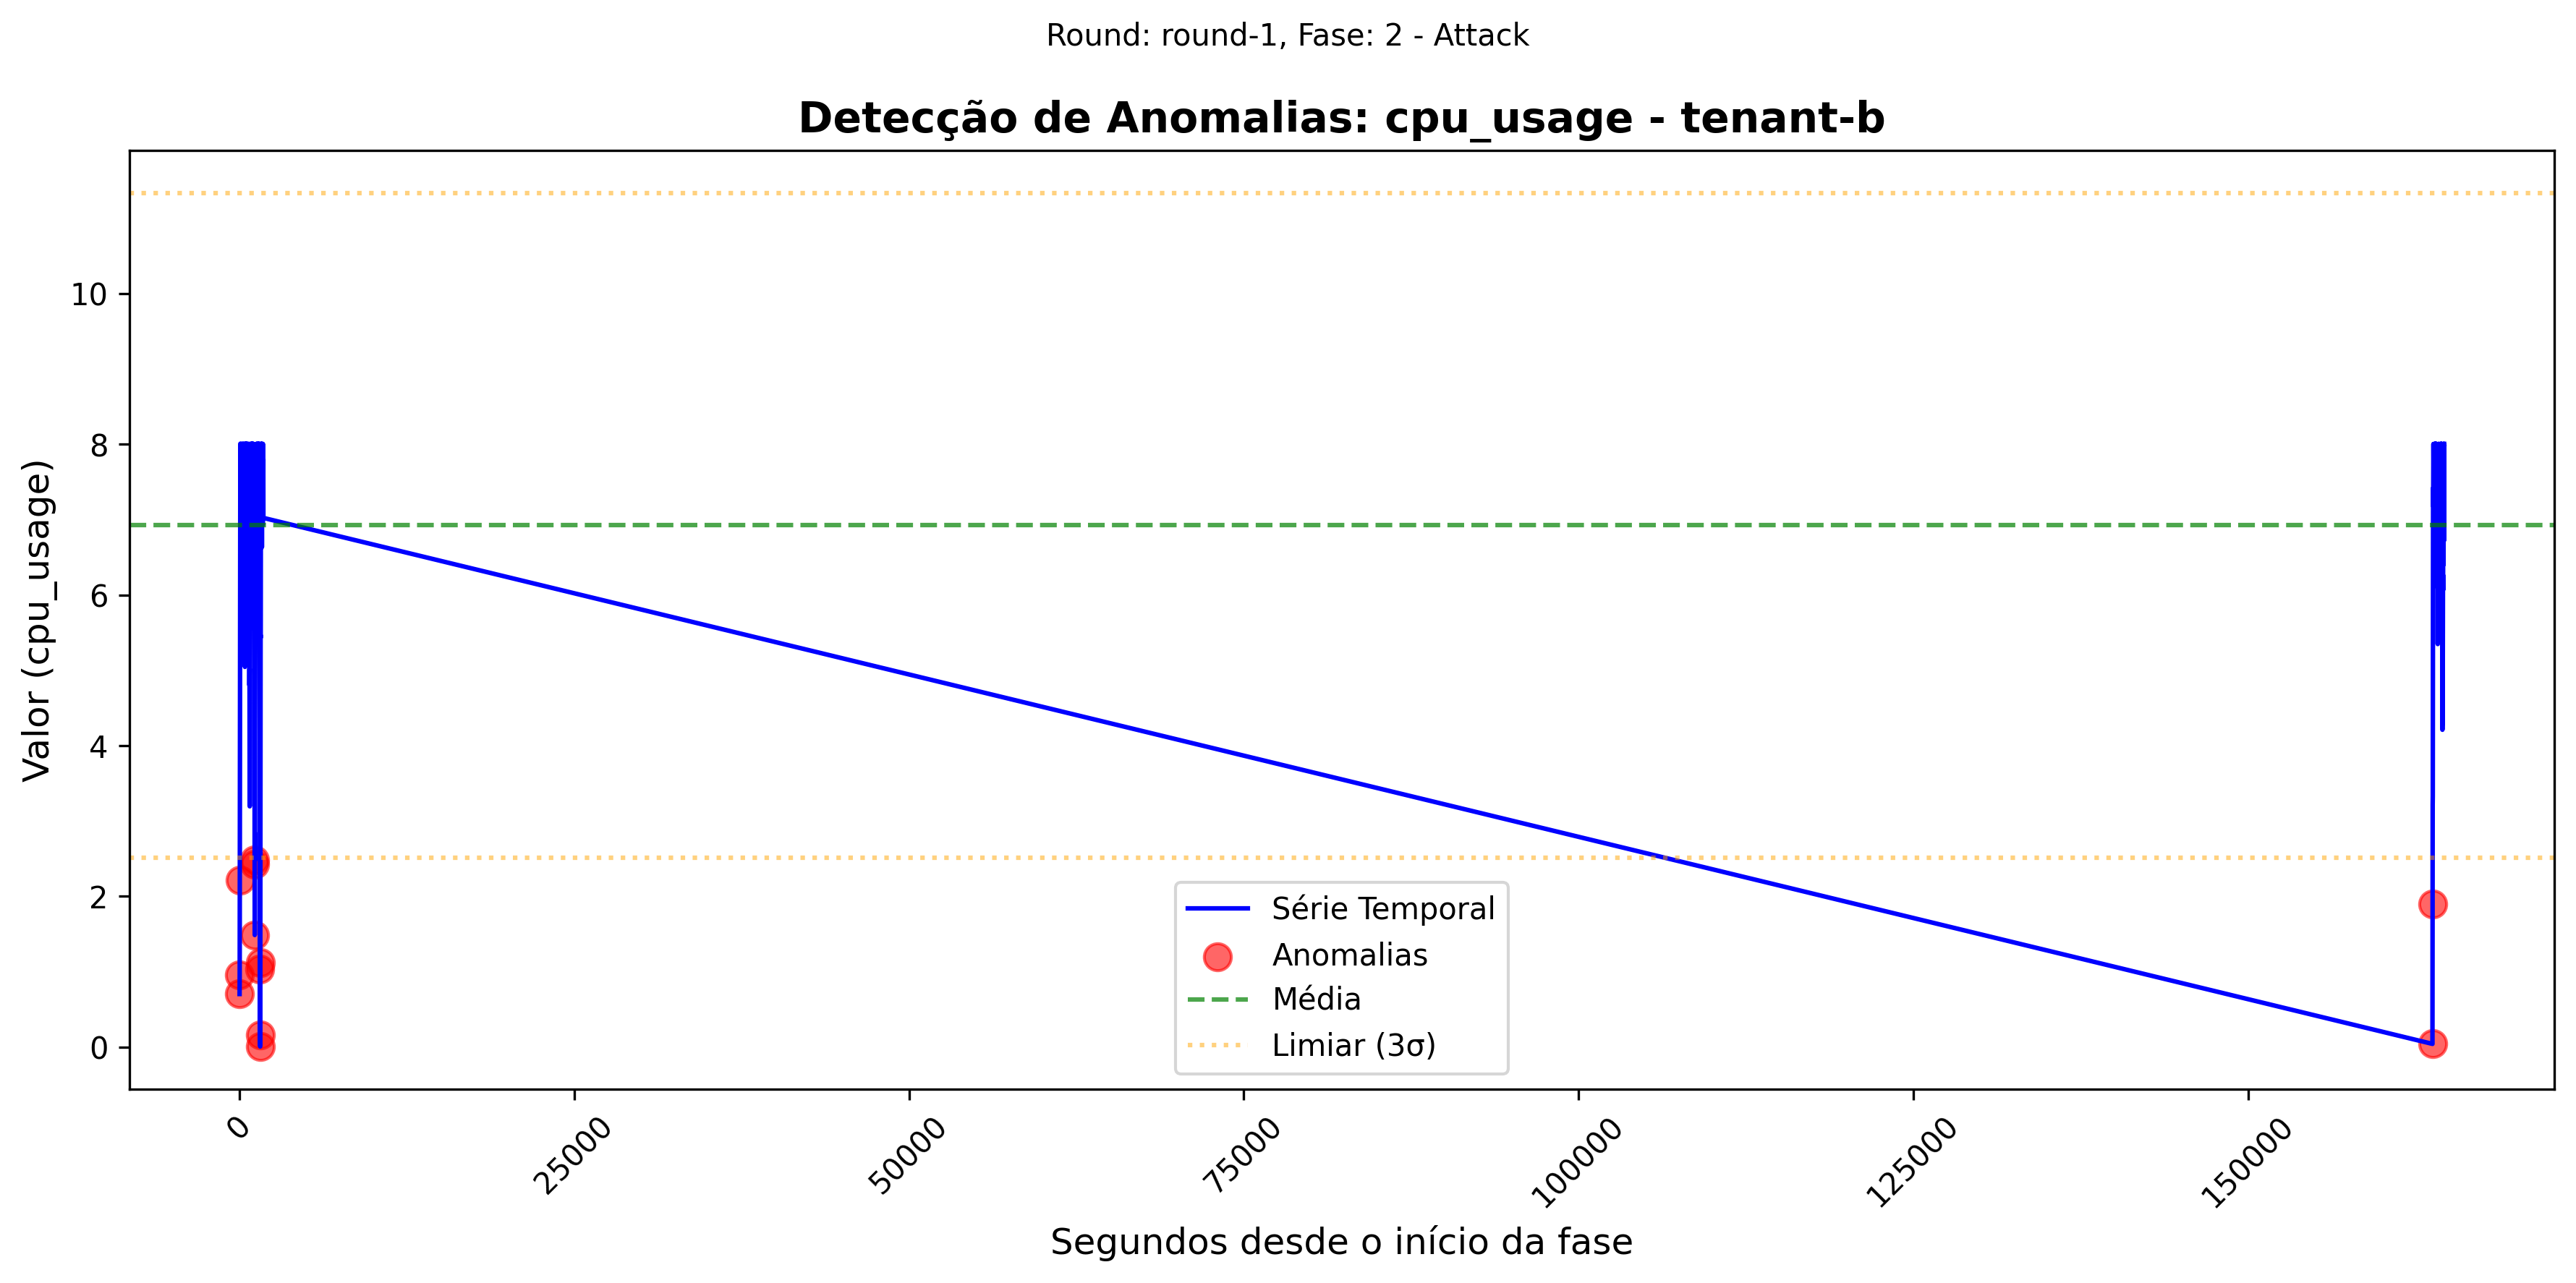 Round: round-1, Fase: 2 - Attack
Detecção de Anomalias: cpu_usage - tenant-b
Valor (cpu_usage)
10
8
6
4
2
0
Série Temporal
Anomalias
Média
Limiar (3σ)
0
25000
50000
75000
100000
125000
150000
Segundos desde o início da fase